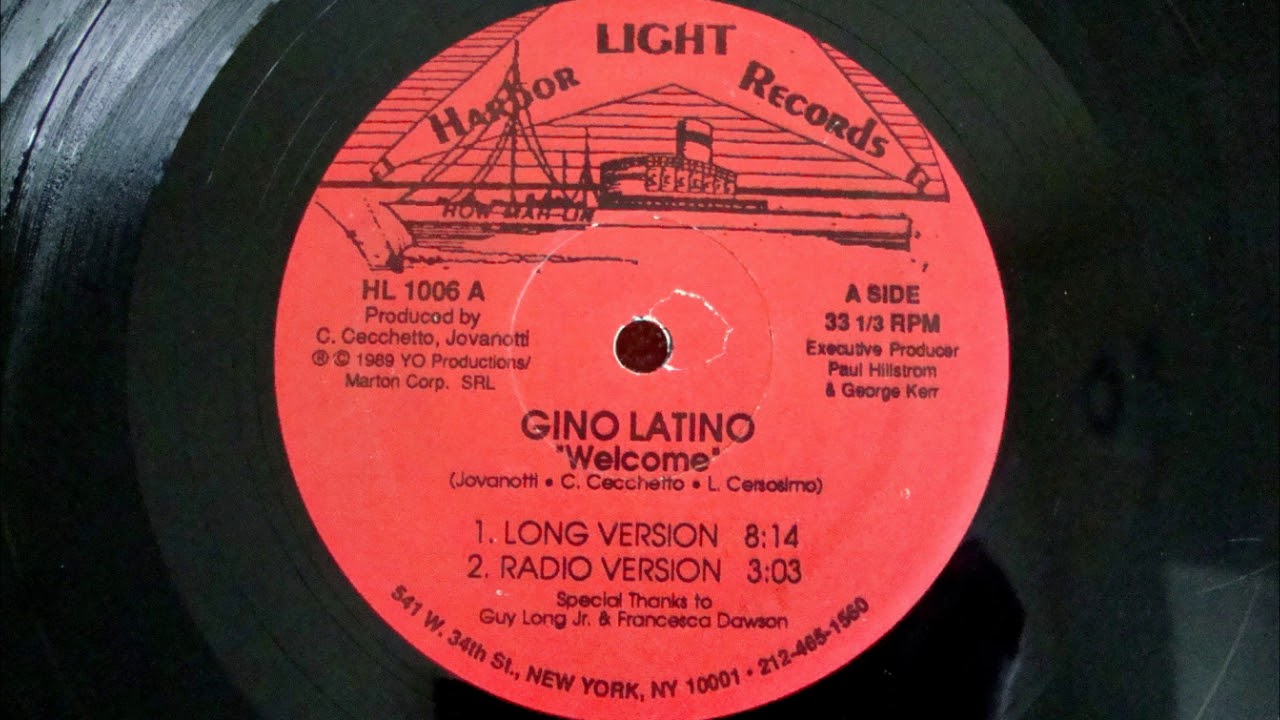 HARBOR LIGHT Records
HL 1006 A
Produced by
C. Cecchetto, Jovanotti
℗ © 1989 YO Productions/
Marton Corp. SRL
A SIDE
33 1/3 RPM
Executive Producer
Paul Hillstrom
& George Kerr
GINO LATINO
"Welcome"
(Jovanotti • C. Cecchetto • L. Cersosimo)
1. LONG VERSION 8:14
2. RADIO VERSION 3:03
Special Thanks to
Guy Long Jr. & Francesca Dawson
541 W. 34th St., NEW YORK, NY 10001 • 212-465-1560